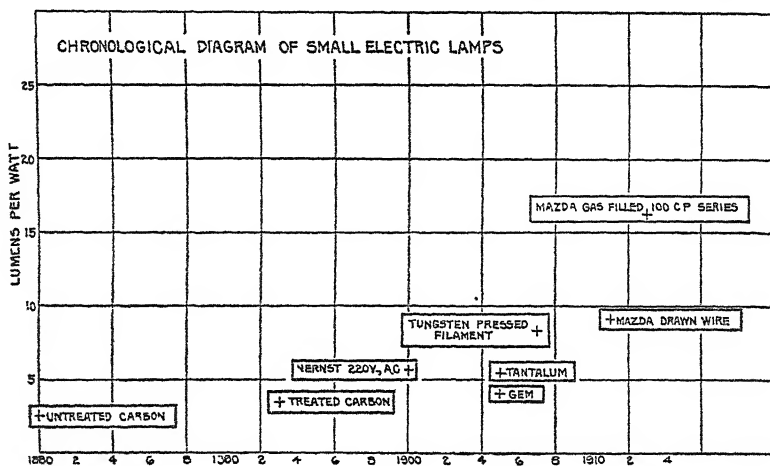 CHRONOLOGICAL DIAGRAM OF SMALL ELECTRIC LAMPS
LUMENS PER WATT
25
20
MAZDA GAS FILLED 100 C P SERIES
15
10
TUNGSTEN PRESSED
FILAMENT
MAZDA DRAWN WIRE
NERNST 220V., A.C
TANTALUM
5
TREATED CARBON
GEM
UNTREATED CARBON
1880 2 4 6 8 1890 2 4 6 8 1900 2 4 6 8 1910 2 4